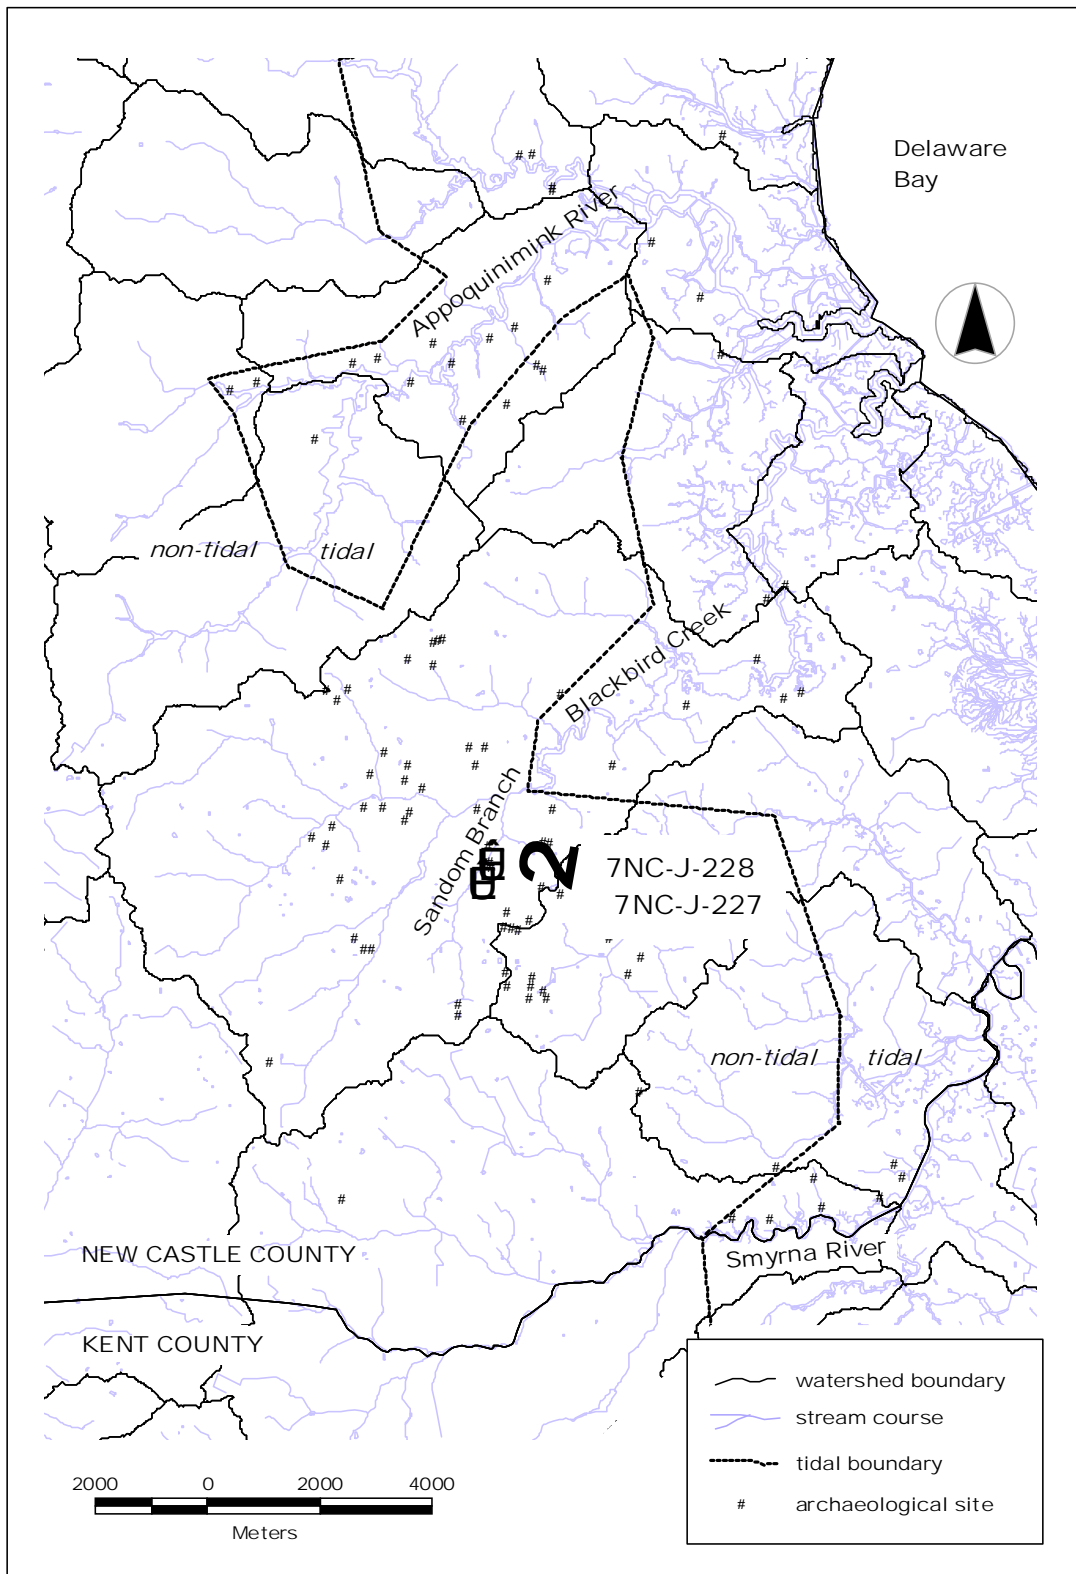 Delaware
Bay
Appoquinimink River
non-tidal
tidal
Blackbird Creek
Sandom Branch
2
7NC-J-228
7NC-J-227
non-tidal
tidal
Smyrna River
NEW CASTLE COUNTY
KENT COUNTY
watershed boundary
stream course
tidal boundary
# archaeological site
2000 0 2000 4000
Meters